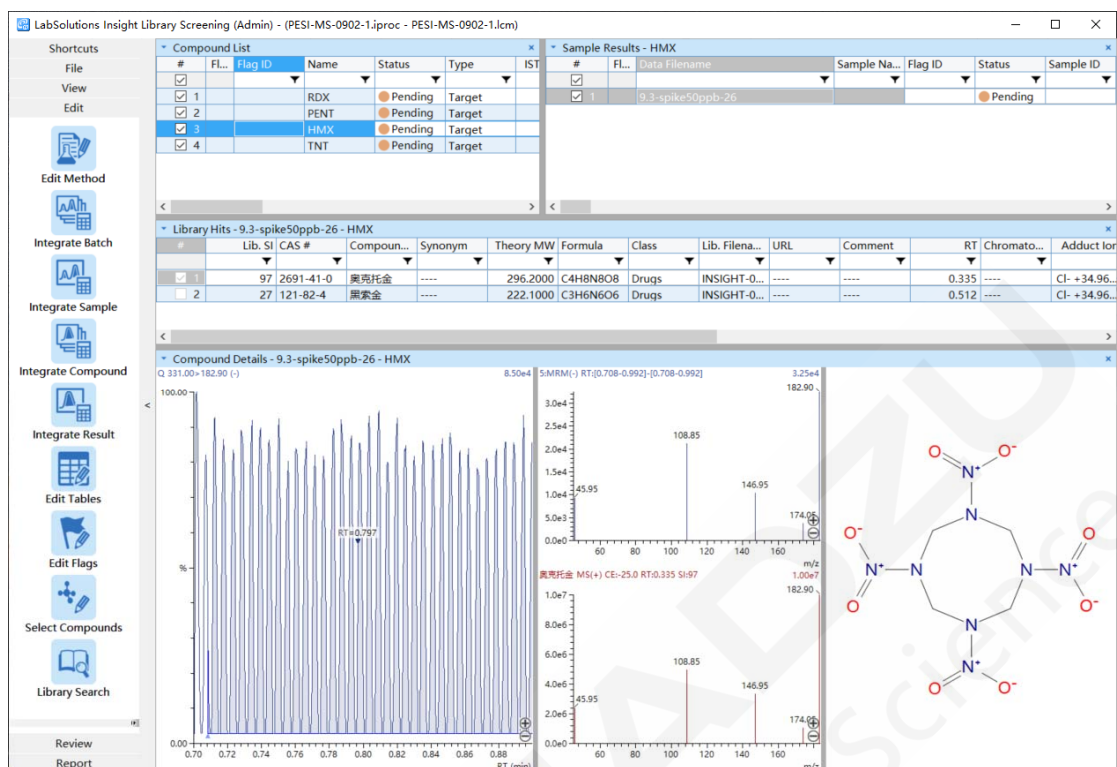 LabSolutions Insight Library Screening (Admin) - (PESI-MS-0902-1.iproc - PESI-MS-0902-1.lcm)
Shortcuts
File
View
Edit
Edit Method
Integrate Batch
Integrate Sample
Integrate Compound
Integrate Result
Edit Tables
Edit Flags
Select Compounds
Library Search
Review
Report
Compound List
# Fl... Flag ID Name Status Type IST
1 RDX Pending Target
2 PENT Pending Target
3 HMX Pending Target
4 TNT Pending Target
Sample Results - HMX
# Fl... Data Filename Sample Na... Flag ID Status Sample ID
1 9.3-spike50ppb-26 Pending
Library Hits - 9.3-spike50ppb-26 - HMX
# Lib. SI CAS # Compoun... Synonym Theory MW Formula Class Lib. Filena... URL Comment RT Chromato... Adduct Ion
1 97 2691-41-0 奥克托金 ---- 296.2000 C4H8N8O8 Drugs INSIGHT-0... ---- ---- 0.335 ---- Cl- +34.96...
2 27 121-82-4 黑索金 ---- 222.1000 C3H6N6O6 Drugs INSIGHT-0... ---- ---- 0.512 ---- Cl- +34.96...
Compound Details - 9.3-spike50ppb-26 - HMX
Q 331.00>182.90 (-) 8.50e4
100.00
%
0.00
RT=0.797
0.70 0.72 0.74 0.76 0.78 0.80 0.82 0.84 0.86 0.88
RT (min)
5:MRM(-) RT:[0.708-0.992]-[0.708-0.992] 3.25e4
182.90
3.0e4
2.5e4
2.0e4
1.5e4
1.0e4
5.0e3
0.0e0
45.95
108.85
146.95
174.05
60 80 100 120 140 160
m/z
奥克托金 MS(+) CE:-25.0 RT:0.335 SI:97 1.00e7
182.90
1.0e7
8.0e6
6.0e6
4.0e6
2.0e6
0.0e0
45.95
108.85
146.95
174.05
60 80 100 120 140 160
m/z
O O-
N+
N
O- O
N+ N N N+
O O-
N
N+
O O-
ADZU
Science